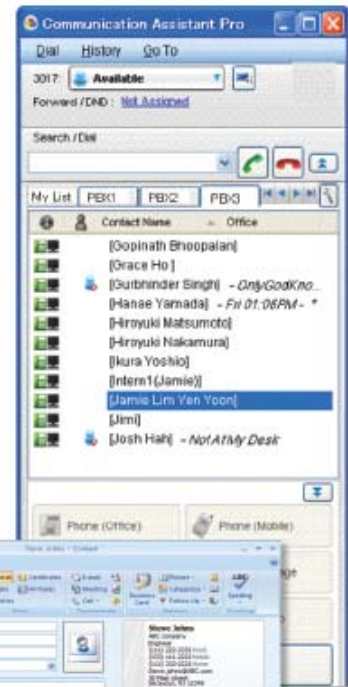 Communication Assistant Pro
Dial History Go To
3017: Available
Forward / DND : Not Assigned
Search / Dial
My List PBX1 PBX2 PBX3
Contact Name Office
[Gopinath Bhoopalan]
[Grace Ho ]
[Gurbhinder Singh] - OnlyGodKno...
[Hanae Yamada] - Fri 01:06PM - *
[Hiroyuki Matsumoto]
[Hiroyuki Nakamura]
[Ikura Yoshio]
[Intern1(Jamie)]
[Jamie Lim Yen Yoon]
[Jimi]
[Josh Hah] - NotAtMy Desk
Phone (Office) Phone (Mobile)
Steve Johns
ABC Company
Engineer